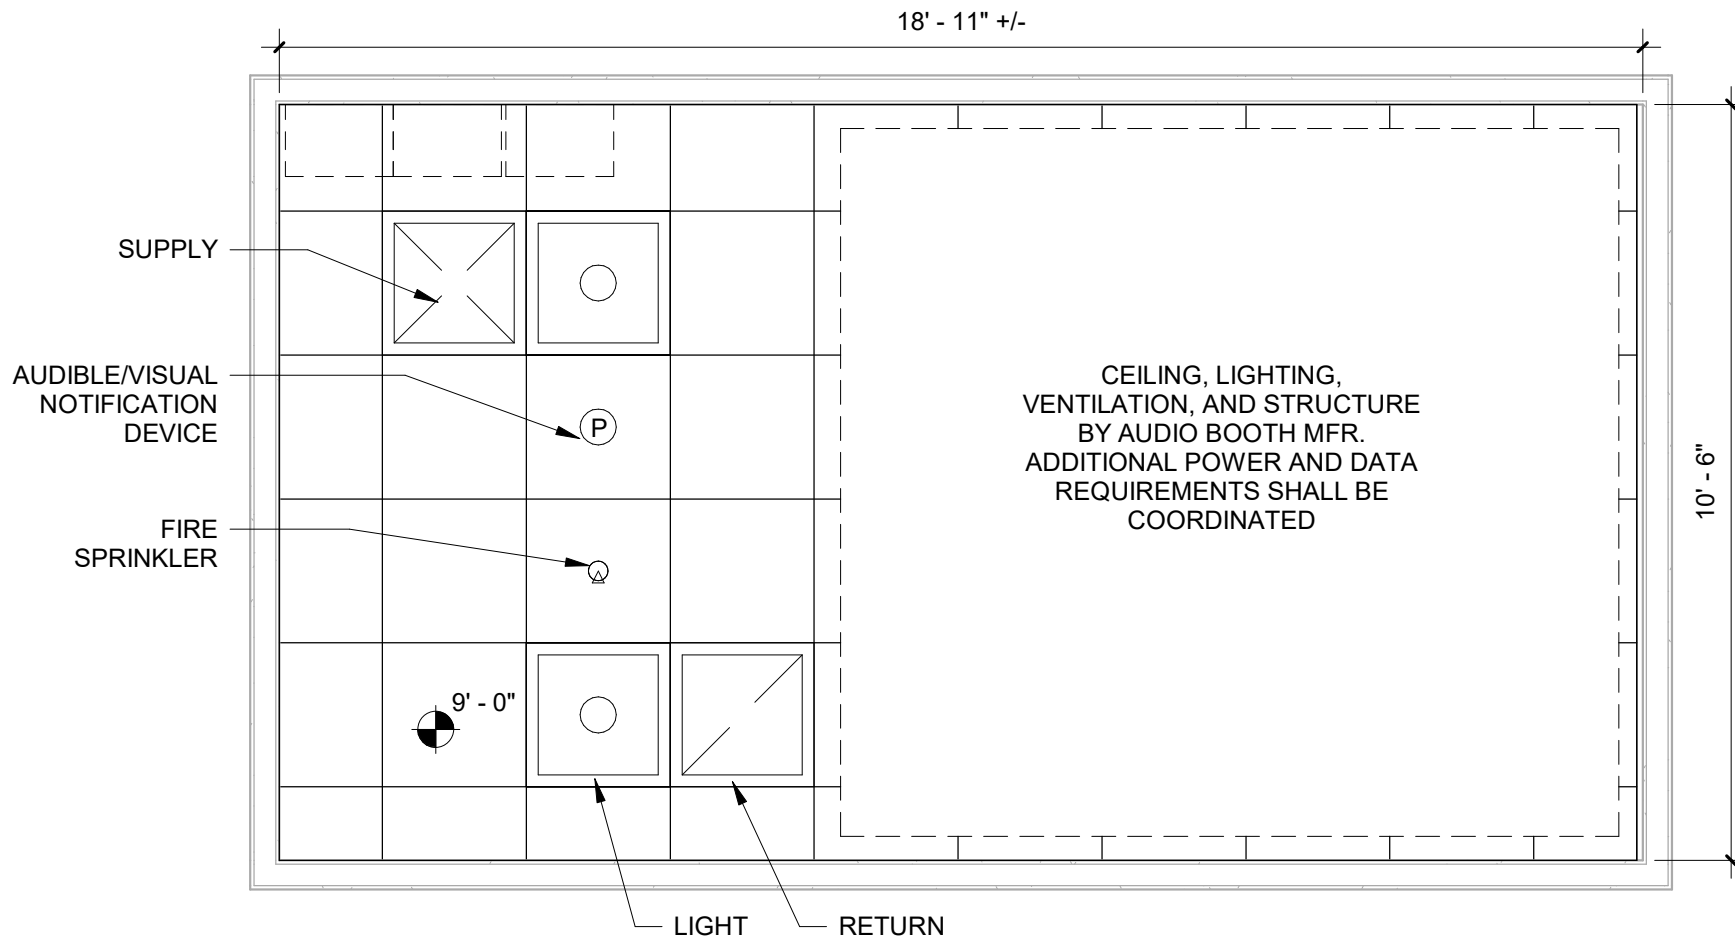 18' - 11" +/-
SUPPLY
AUDIBLE/VISUAL
NOTIFICATION
DEVICE
P
FIRE
SPRINKLER
9' - 0"
CEILING, LIGHTING,
VENTILATION, AND STRUCTURE
BY AUDIO BOOTH MFR.
ADDITIONAL POWER AND DATA
REQUIREMENTS SHALL BE
COORDINATED
10' - 6"
LIGHT
RETURN